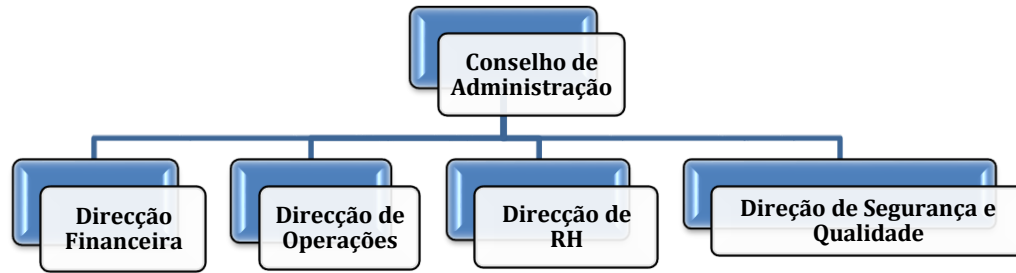 Conselho de
Administração
Direcção
Financeira
Direcção de
Operações
Direcção de
RH
Direção de Segurança e
Qualidade